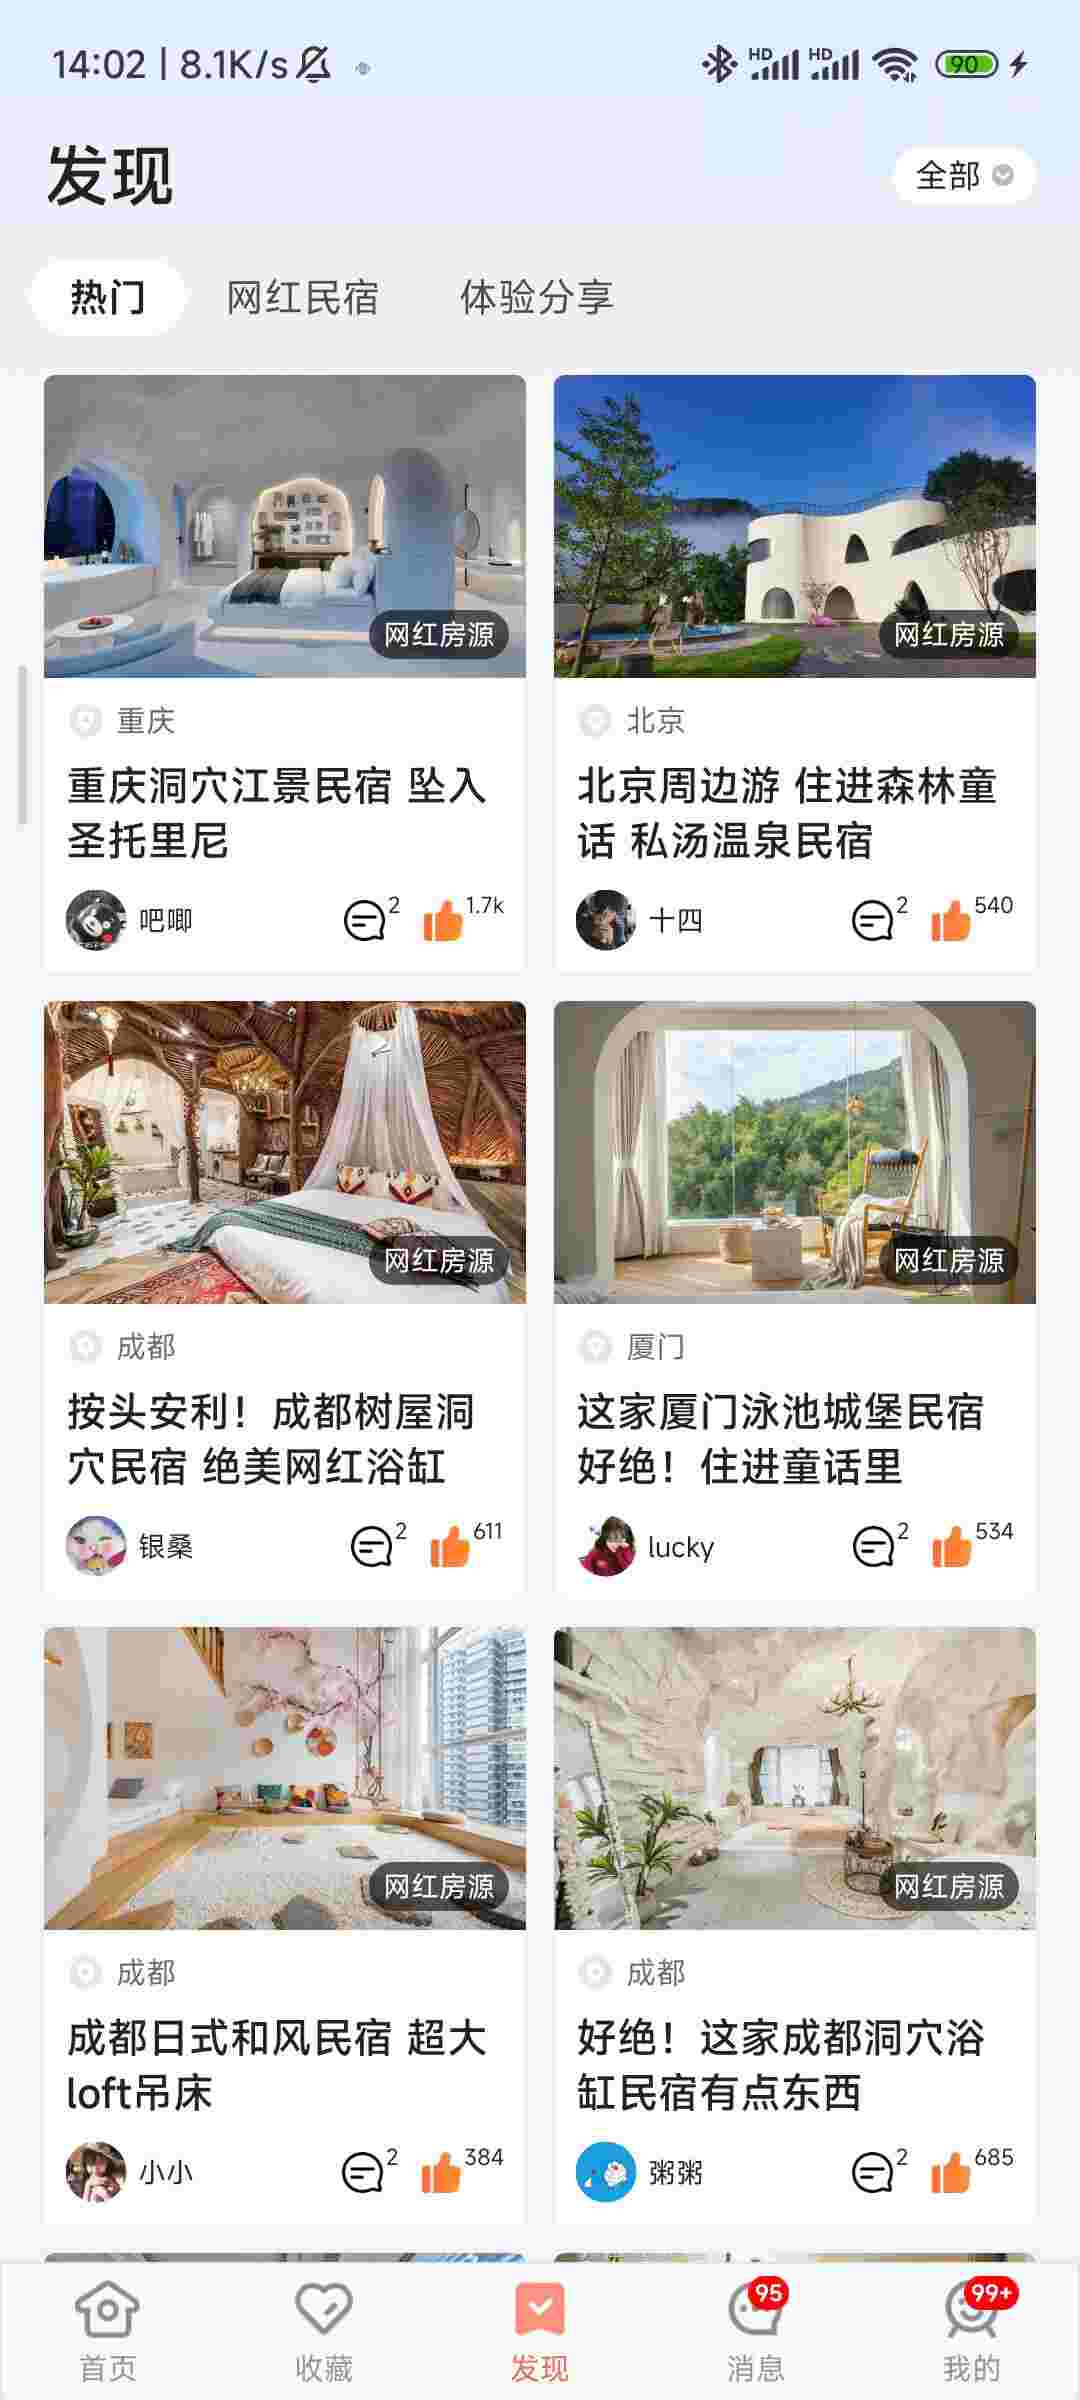 14:02 | 8.1K/s
HD HD 90
发现
全部
热门 网红民宿 体验分享
网红房源
重庆
重庆洞穴江景民宿 坠入
圣托里尼
吧唧 2 1.7k
网红房源
北京
北京周边游 住进森林童
话 私汤温泉民宿
十四 2 540
网红房源
成都
按头安利！成都树屋洞
穴民宿 绝美网红浴缸
银桑 2 611
网红房源
厦门
这家厦门泳池城堡民宿
好绝！住进童话里
lucky 2 534
网红房源
成都
成都日式和风民宿 超大
loft吊床
小小 2 384
网红房源
成都
好绝！这家成都洞穴浴
缸民宿有点东西
粥粥 2 685
95 99+
首页 收藏 发现 消息 我的